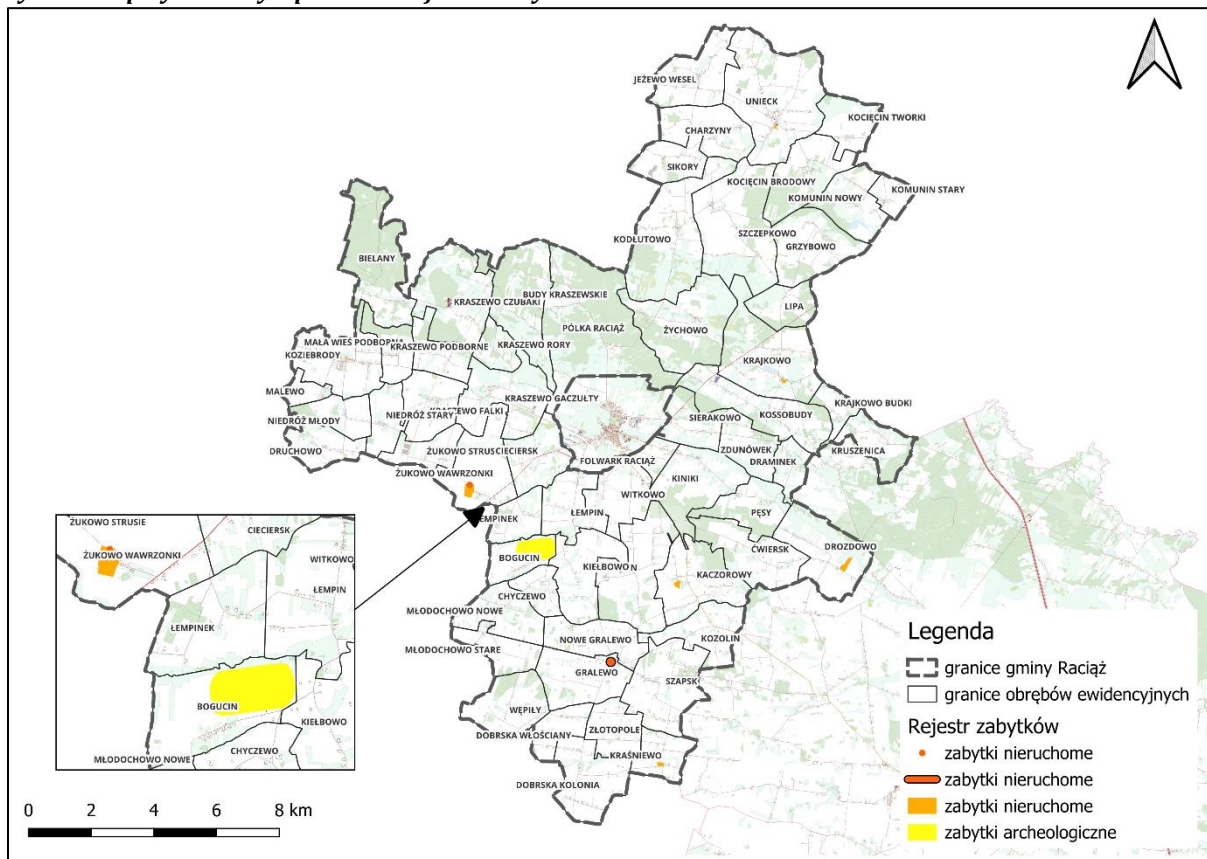 JEŻEWO WESEL
UNIECK
KOCIĘCIN TWORKI
CHARZYNY
SIKORY
KOCIĘCIN BRODOWY
KOMUNIN STARY
KOMUNIN NOWY
KODŁUTOWO
SZCZEPKOWO
GRZYBOWO
BIELANY
BUDY KRASZEWSKIE
KRASZEWO CZUBAKI
LIPA
PÓLKA RACIĄŻ
ŻYCHOWO
MAŁA WIEŚ PODBORNA
KRASZEWO PODBORNE
KRASZEWO RORY
KOZIEBRODY
KRAJKOWO
MALEWO
KRASZEWO GACZUŁTY
KRAJKOWO BUDKI
NIEDRÓŻ STARY
KRASZEWO FALKI
SIERAKOWO
KOSSOBUDY
NIEDRÓŻ MŁODY
DRUCHOWO
ŻUKOWO STRUSIE
CIECIERSK
FOLWARK RACIĄŻ
ZDUNÓWEK
DRAMINEK
KRUSZENICA
ŻUKOWO WAWRZONKI
WITKOWO
KINIKI
ŁEMPINEK
ŁEMPIN
PĘSY
ĆWIERSK
DROZDOWO
BOGUCIN
KIEŁBOWO
KACZOROWY
CHYCZEWO
MŁODOCHOWO NOWE
NOWE GRALEWO
KOZOLIN
MŁODOCHOWO STARE
GRALEWO
SZAPSK
WĘPIŁY
DOBRSKA WŁOŚCIANY
ZŁOTOPOLE
KRAŚNIEWO
DOBRSKA KOLONIA
ŻUKOWO STRUSIE
CIECIERSK
ŻUKOWO WAWRZONKI
WITKOWO
ŁEMPIN
ŁEMPINEK
BOGUCIN
KIEŁBOWO
CHYCZEWO
MŁODOCHOWO NOWE
0 2 4 6 8 km
Legenda
granice gminy Raciąż
granice obrębów ewidencyjnych
Rejestr zabytków
zabytki nieruchome
zabytki nieruchome
zabytki nieruchome
zabytki archeologiczne